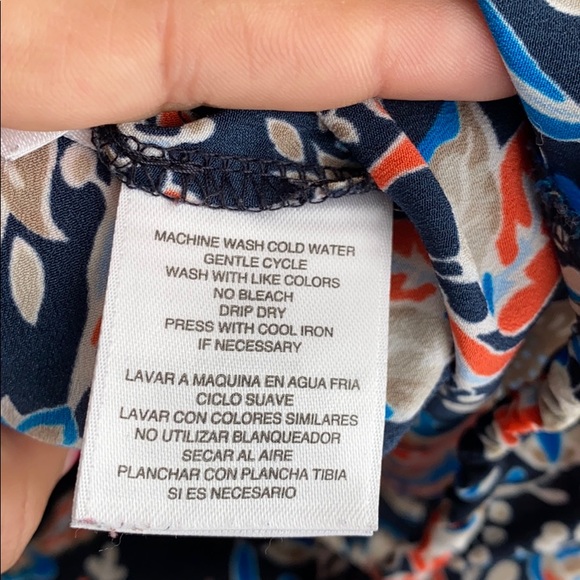 MACHINE WASH COLD WATER
GENTLE CYCLE
WASH WITH LIKE COLORS
NO BLEACH
DRIP DRY
PRESS WITH COOL IRON
IF NECESSARY
LAVAR A MAQUINA EN AGUA FRIA
CICLO SUAVE
LAVAR CON COLORES SIMILARES
NO UTILIZAR BLANQUEADOR
SECAR AL AIRE
PLANCHAR CON PLANCHA TIBIA
SI ES NECESARIO